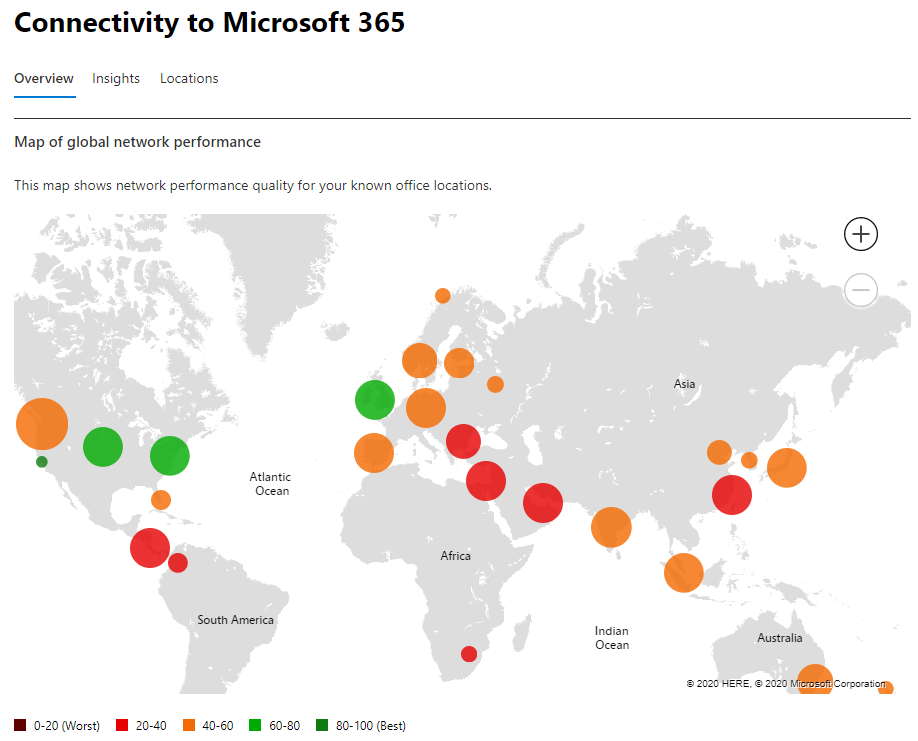 Connectivity to Microsoft 365
Overview Insights Locations
Map of global network performance
This map shows network performance quality for your known office locations.
Asia
Atlantic
Ocean
Africa
South America
Indian
Ocean
Australia
© 2020 HERE, © 2020 Microsoft Corporation
0-20 (Worst) 20-40 40-60 60-80 80-100 (Best)